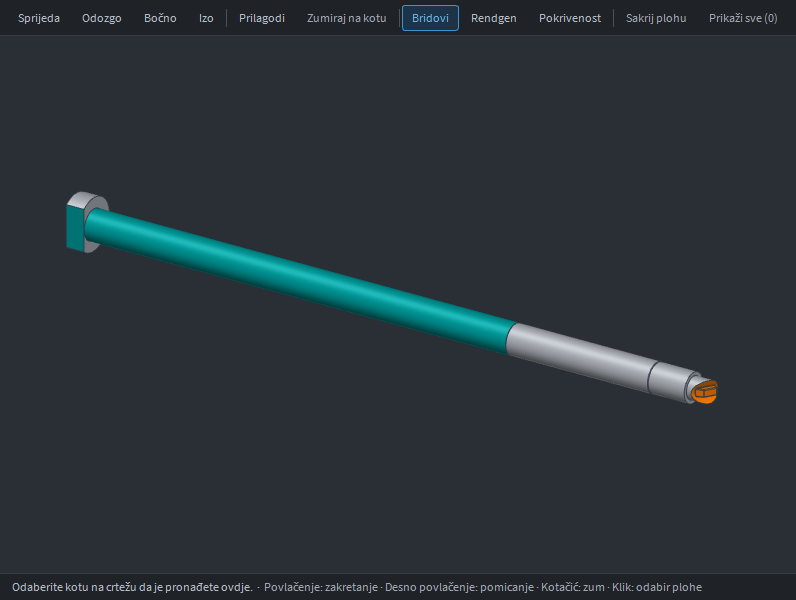 Sprijeda Odozgo Bočno Izo Prilagodi Zumiraj na kotu Bridovi Rendgen Pokrivenost Sakrij plohu Prikaži sve (0)
Odaberite kotu na crtežu da je pronađete ovdje. · Povlačenje: zakretanje · Desno povlačenje: pomicanje · Kotačić: zum · Klik: odabir plohe